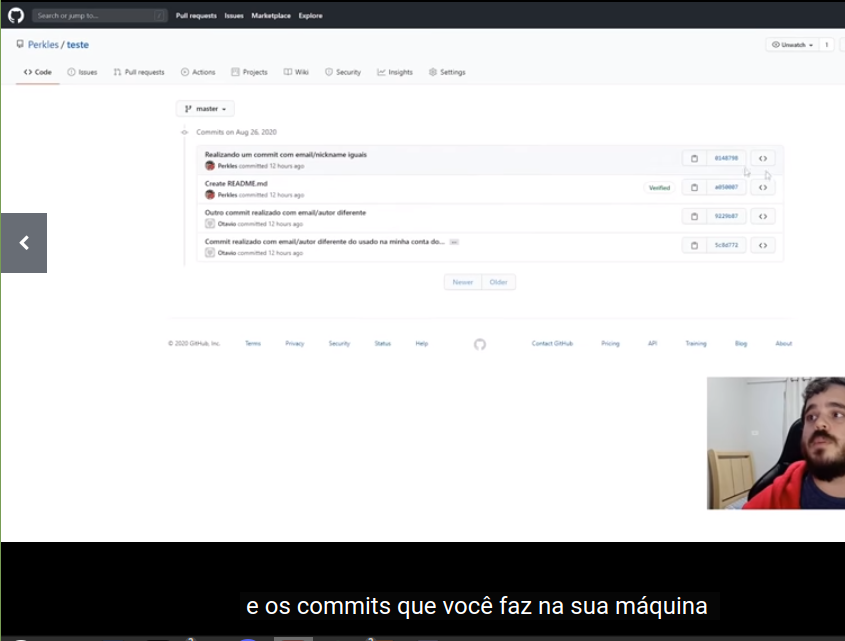 Search or jump to... /
Pull requests Issues Marketplace Explore
Perkles / teste
Unwatch 1
Code Issues Pull requests Actions Projects Wiki Security Insights Settings
master
Commits on Aug 26, 2020
Realizando um commit com email/nickname iguais
Perkles committed 12 hours ago
0148798
Create README.md
Perkles committed 12 hours ago
Verified
a050007
Outro commit realizado com email/autor diferente
Otavio committed 12 hours ago
9229b87
Commit realizado com email/autor diferente do usado na minha conta do... ...
Otavio committed 12 hours ago
5c8d772
Newer Older
© 2020 GitHub, Inc. Terms Privacy Security Status Help Contact GitHub Pricing API Training Blog About
e os commits que você faz na sua máquina